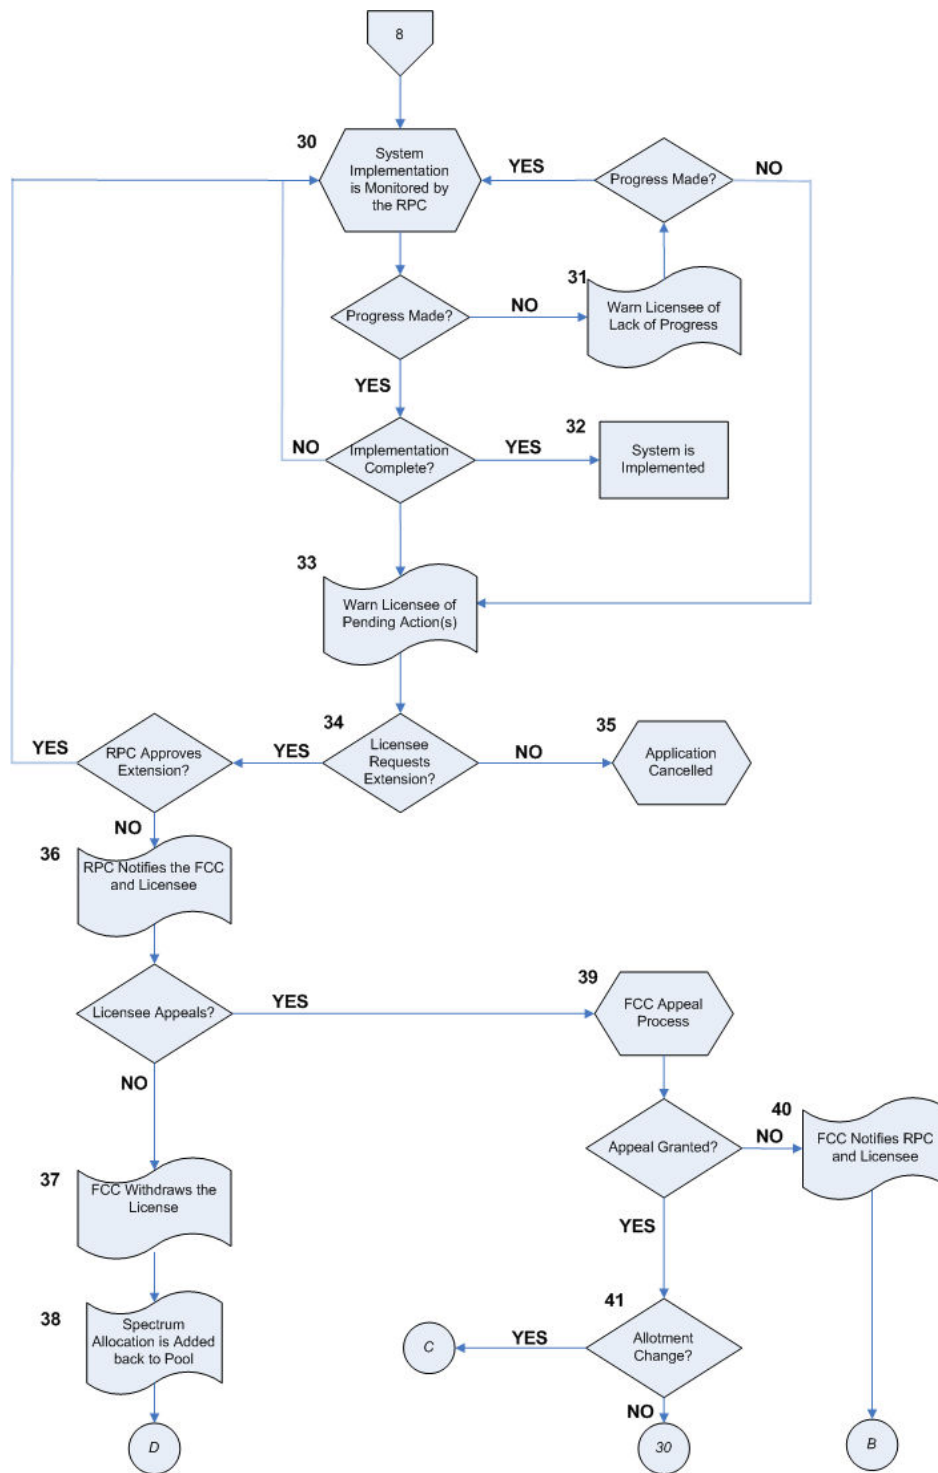 8
30
System
Implementation
is Monitored by
the RPC
YES
Progress Made?
NO
31
Progress Made?
NO
Warn Licensee of
Lack of Progress
YES
32
NO
Implementation
Complete?
YES
System is
Implemented
33
Warn Licensee of
Pending Action(s)
34
35
YES
RPC Approves
Extension?
YES
Licensee
Requests
Extension?
NO
Application
Cancelled
NO
36
RPC Notifies the FCC
and Licensee
39
Licensee Appeals?
YES
FCC Appeal
Process
NO
40
Appeal Granted?
NO
FCC Notifies RPC
and Licensee
37
FCC Withdraws the
License
YES
41
38
Spectrum
Allocation is Added
back to Pool
C
YES
Allotment
Change?
NO
D
30
B